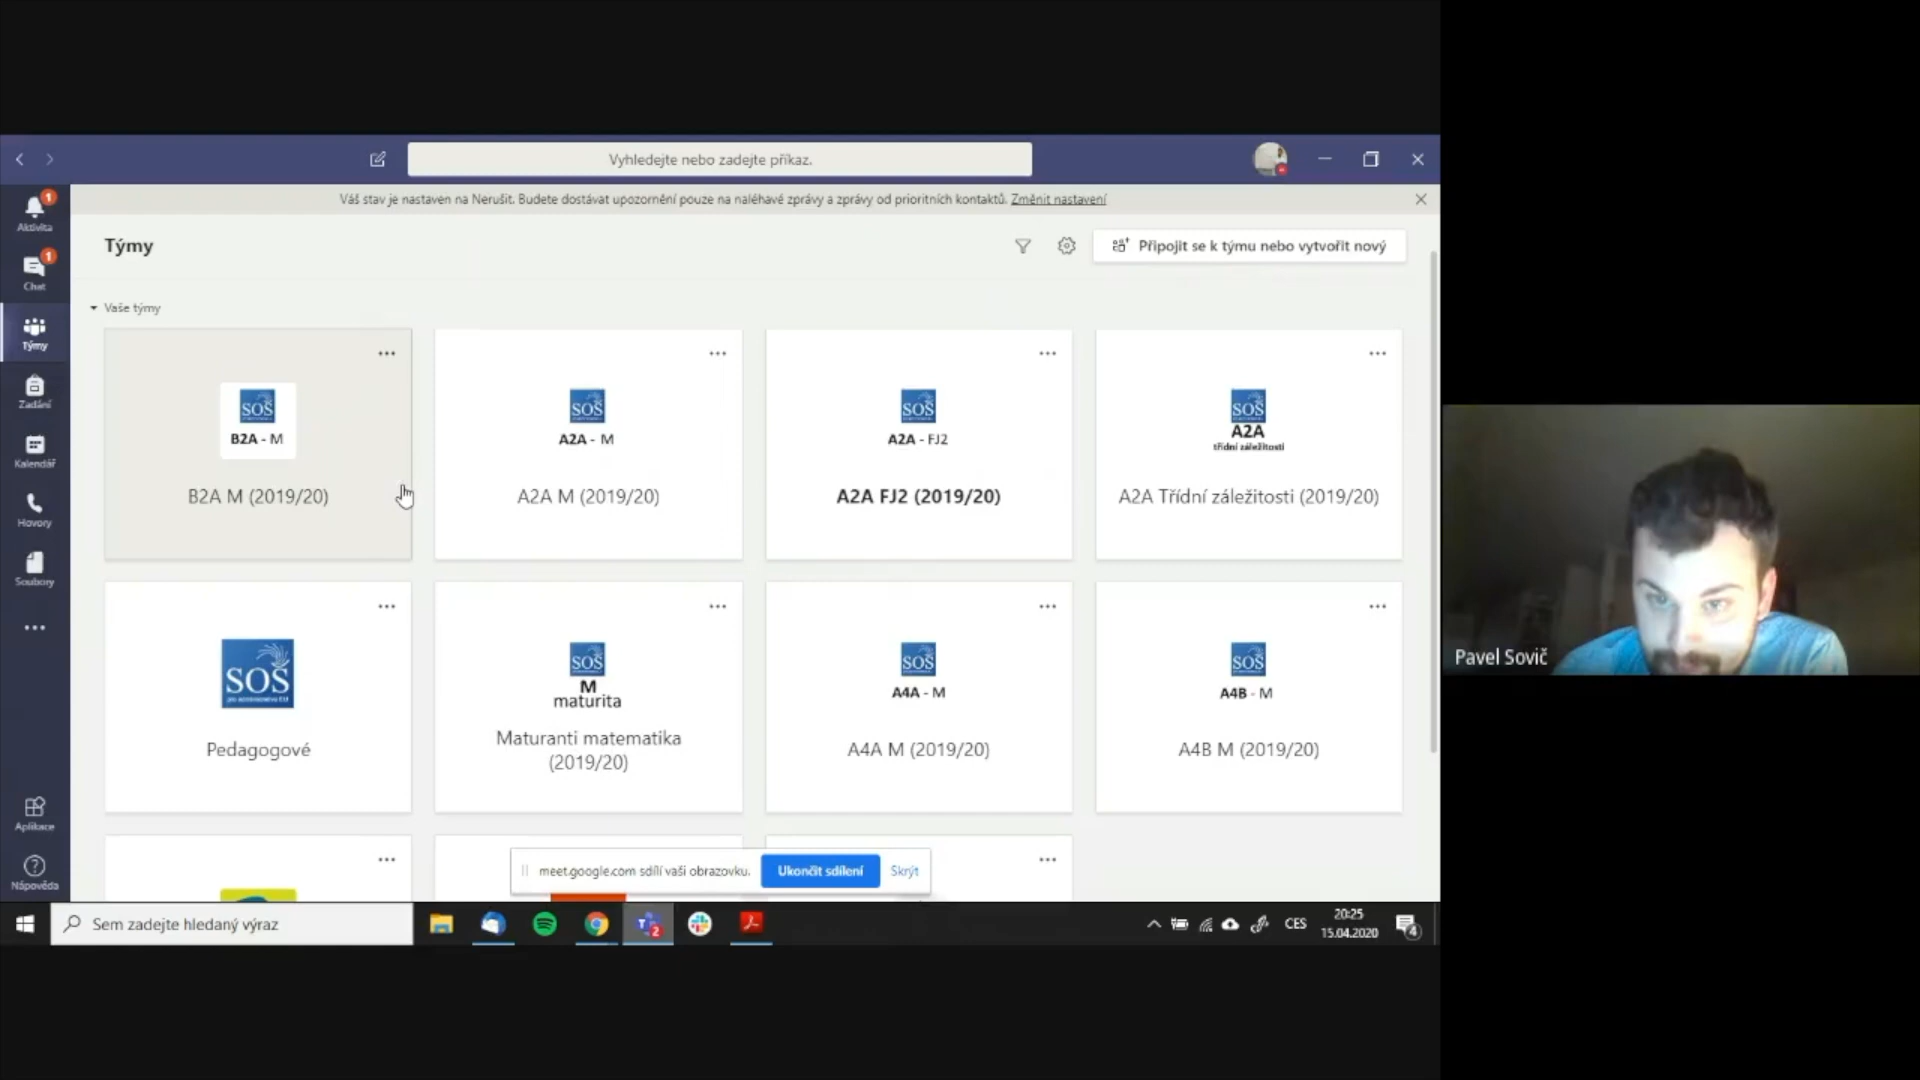 Vyhledejte nebo zadejte příkaz.
Váš stav je nastaven na Nerušit. Budete dostávat upozornění pouze na naléhavé zprávy a zprávy od prioritních kontaktů. Změnit nastavení
1
Aktivita
1
Chat
Týmy
Zadání
Kalendář
Hovory
Soubory
Aplikace
Nápověda
Týmy
Připojit se k týmu nebo vytvořit nový
Vaše týmy
SOŠ
B2A - M
B2A M (2019/20)
SOŠ
A2A - M
A2A M (2019/20)
SOŠ
A2A - FJ2
A2A FJ2 (2019/20)
SOŠ
A2A
třídní záležitosti
A2A Třídní záležitosti (2019/20)
SOŠ
Pedagogové
SOŠ
M
maturita
Maturanti matematika
(2019/20)
SOŠ
A4A - M
A4A M (2019/20)
SOŠ
A4B - M
A4B M (2019/20)
meet.google.com sdílí vaši obrazovku.
Ukončit sdílení
Skrýt
Sem zadejte hledaný výraz
2
CES
20:25
15.04.2020
4
Pavel Sovič